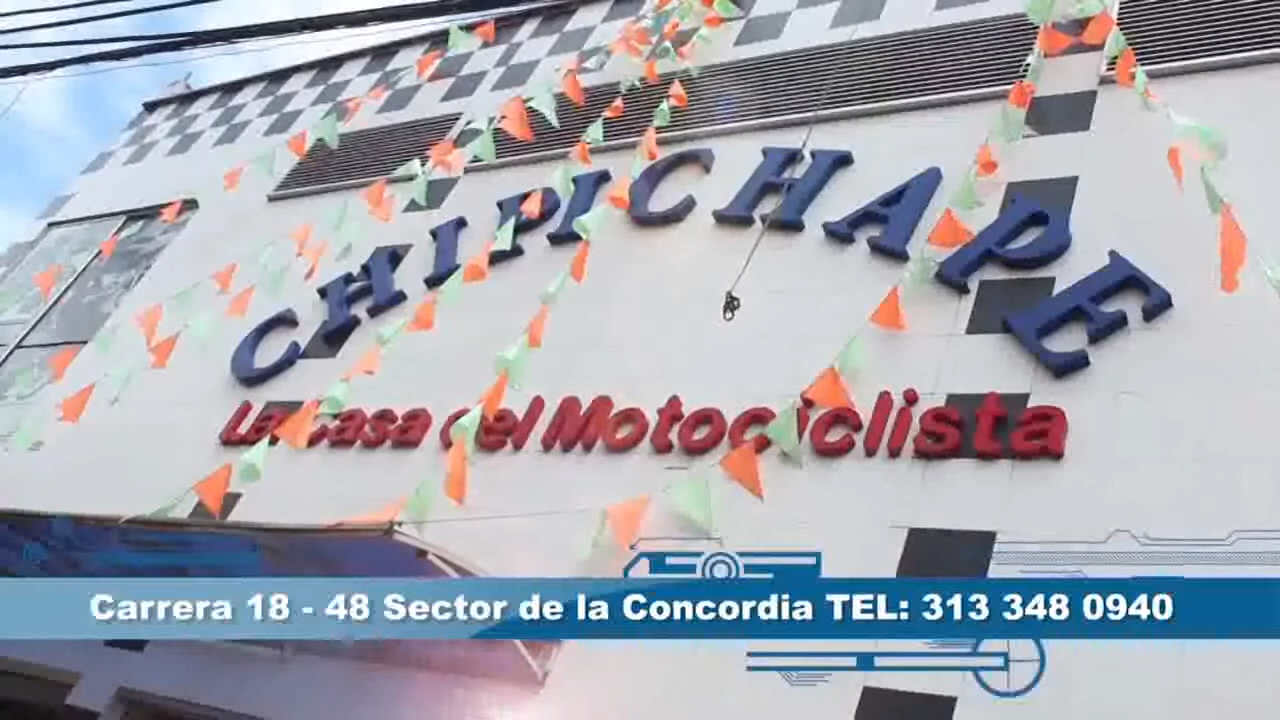 CHIPICHAPE
La Casa del Motociclista
Carrera 18 - 48 Sector de la Concordia TEL: 313 348 0940